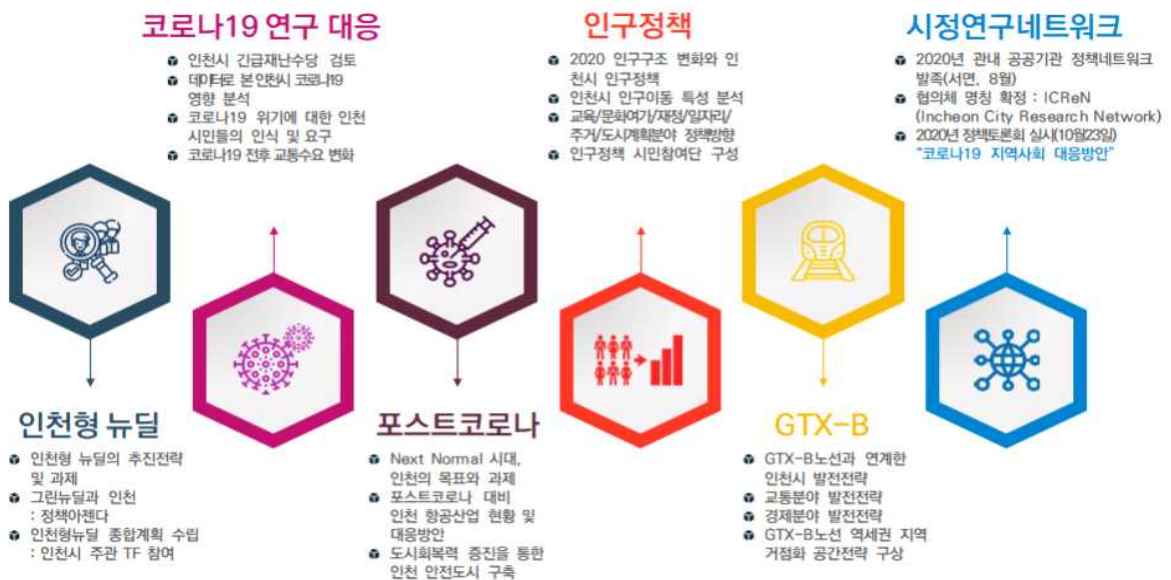 코로나19 연구 대응
인천시 긴급재난수당 검토
데이터로 본 인천시 코로나19
영향 분석
코로나19 위기에 대한 인천
시민들의 인식 및 요구
코로나19 전후 교통수요 변화
인구정책
2020 인구구조 변화와 인
천시 인구정책
인천시 인구이동 특성 분석
교육/문화여가/재정/일자리/
주거/도시계획분야 정책방향
인구정책 시민참여단 구성
시정연구네트워크
2020년 관내 공공기관 정책네트워크
발족(서면, 8월)
협의체 명칭 확정 : ICReN
(Incheon City Research Network)
2020년 정책토론회 실시(10월23일)
“코로나19 지역사회 대응방안”
인천형 뉴딜
인천형 뉴딜의 추진전략
및 과제
그린뉴딜과 인천
: 정책아젠다
인천형뉴딜 종합계획 수립
: 인천시 주관 TF 참여
포스트코로나
Next Normal 시대,
인천의 목표와 과제
포스트코로나 대비
인천 항공산업 현황 및
대응방안
도시회복력 증진을 통한
인천 안전도시 구축
GTX-B
GTX-B노선과 연계한
인천시 발전전략
교통분야 발전전략
경제분야 발전전략
GTX-B노선 역세권 지역
거점화 공간전략 구상